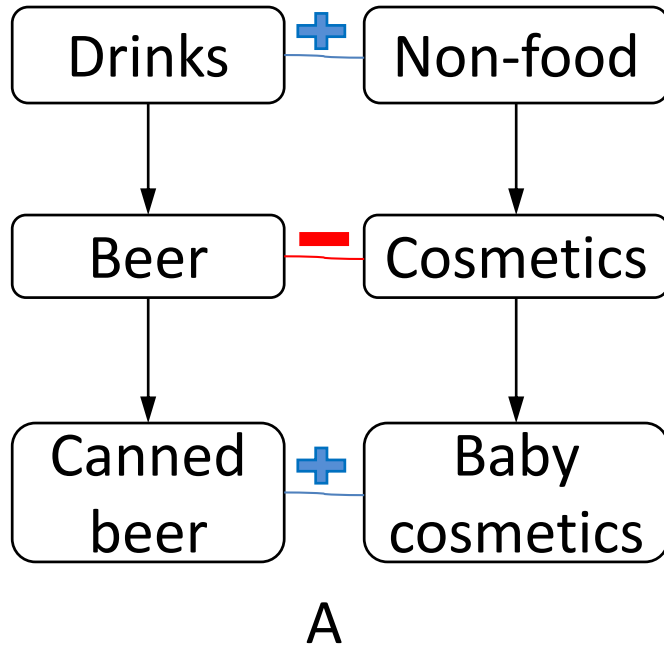 Drinks
Non-food
Beer
Cosmetics
Canned
beer
Baby
cosmetics
A